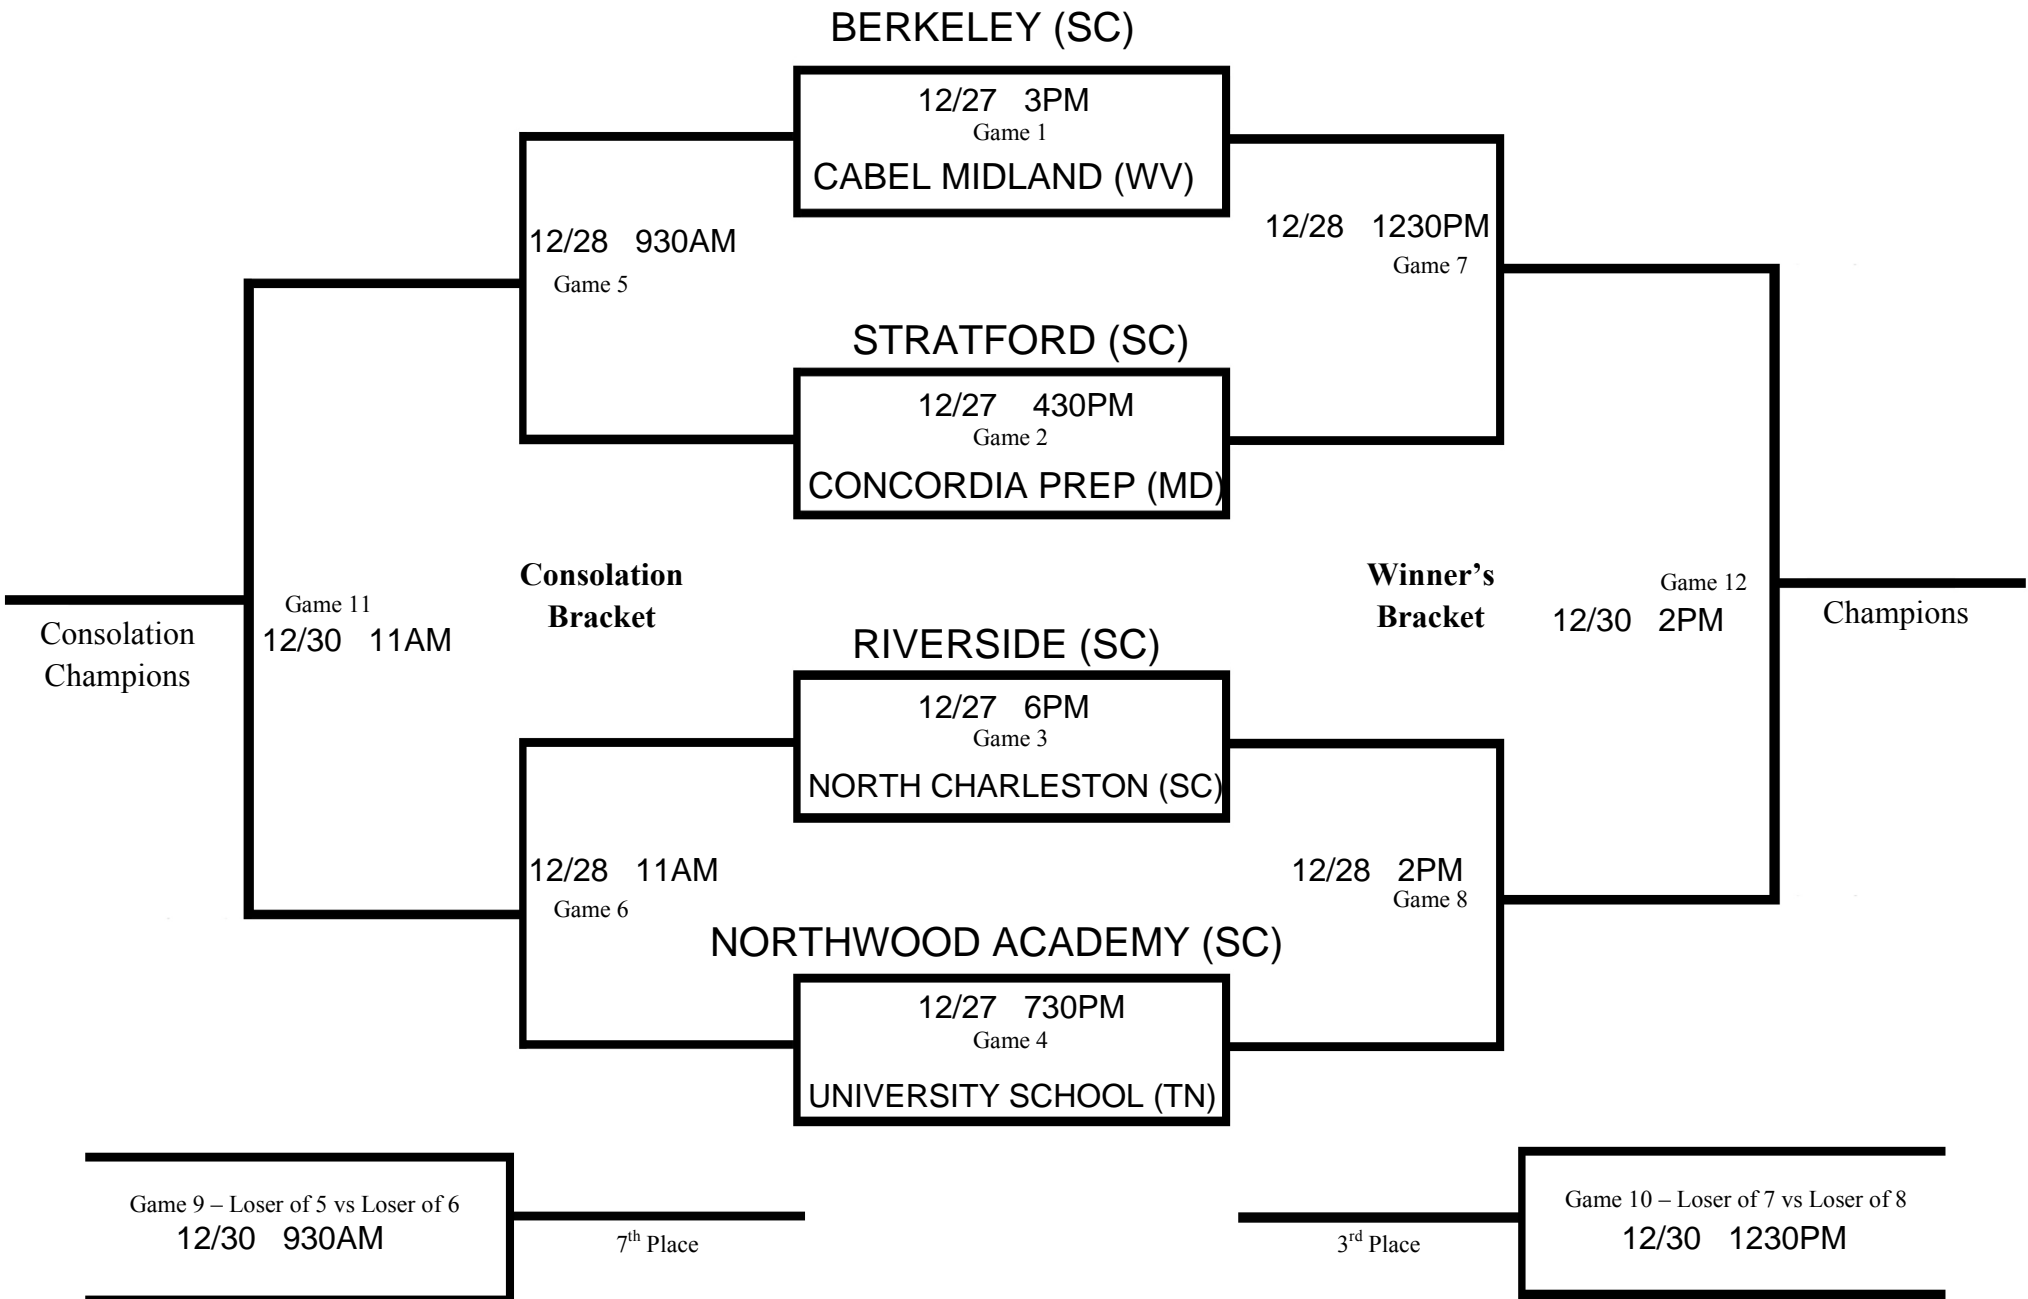 BERKELEY (SC)
12/27 3PM
Game 1
CABEL MIDLAND (WV)
12/28 930AM
Game 5
12/28 1230PM
Game 7
STRATFORD (SC)
12/27 430PM
Game 2
CONCORDIA PREP (MD)
Consolation
Bracket
Winner’s
Bracket
Game 11
12/30 11AM
Consolation
Champions
Game 12
12/30 2PM
Champions
RIVERSIDE (SC)
12/27 6PM
Game 3
NORTH CHARLESTON (SC)
12/28 11AM
Game 6
12/28 2PM
Game 8
NORTHWOOD ACADEMY (SC)
12/27 730PM
Game 4
UNIVERSITY SCHOOL (TN)
Game 9 – Loser of 5 vs Loser of 6
12/30 930AM
7th Place
3rd Place
Game 10 – Loser of 7 vs Loser of 8
12/30 1230PM